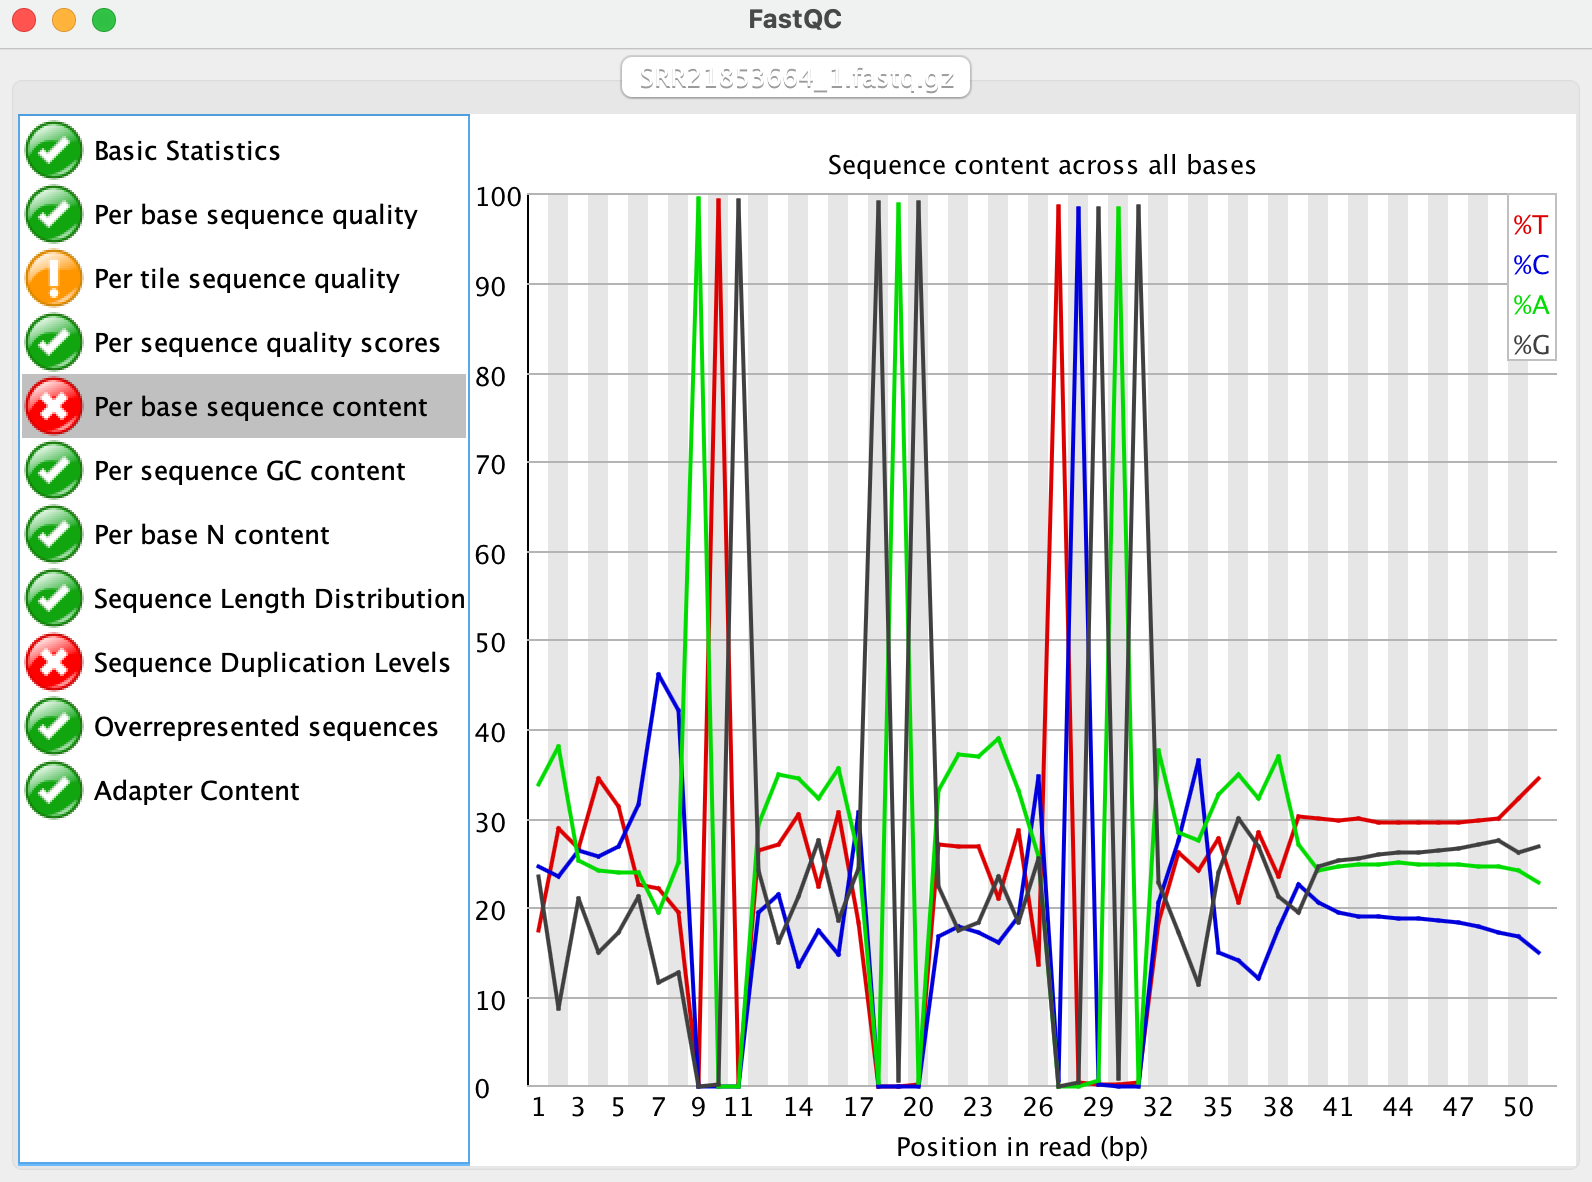 FastQC
SRR21853664_1.fastq.gz
Basic Statistics
Per base sequence quality
Per tile sequence quality
Per sequence quality scores
Per base sequence content
Per sequence GC content
Per base N content
Sequence Length Distribution
Sequence Duplication Levels
Overrepresented sequences
Adapter Content
Sequence content across all bases
100
90
80
70
60
50
40
30
20
10
0
%T
%C
%A
%G
1 3 5 7 9 11 14 17 20 23 26 29 32 35 38 41 44 47 50
Position in read (bp)